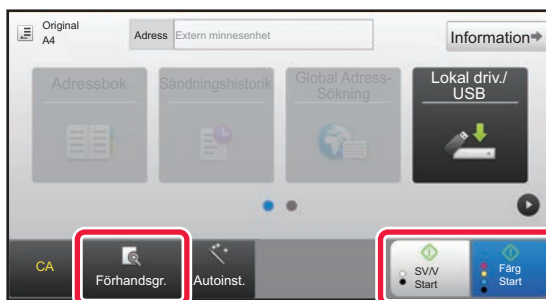 Original
A4
Adress Extern minnesenhet
Information
Adressbok
Sändningshistorik
Global Adress-
Sökning
Lokal driv./
USB
CA
Förhandsgr.
Autoinst.
SV/V
Start
Färg
Start